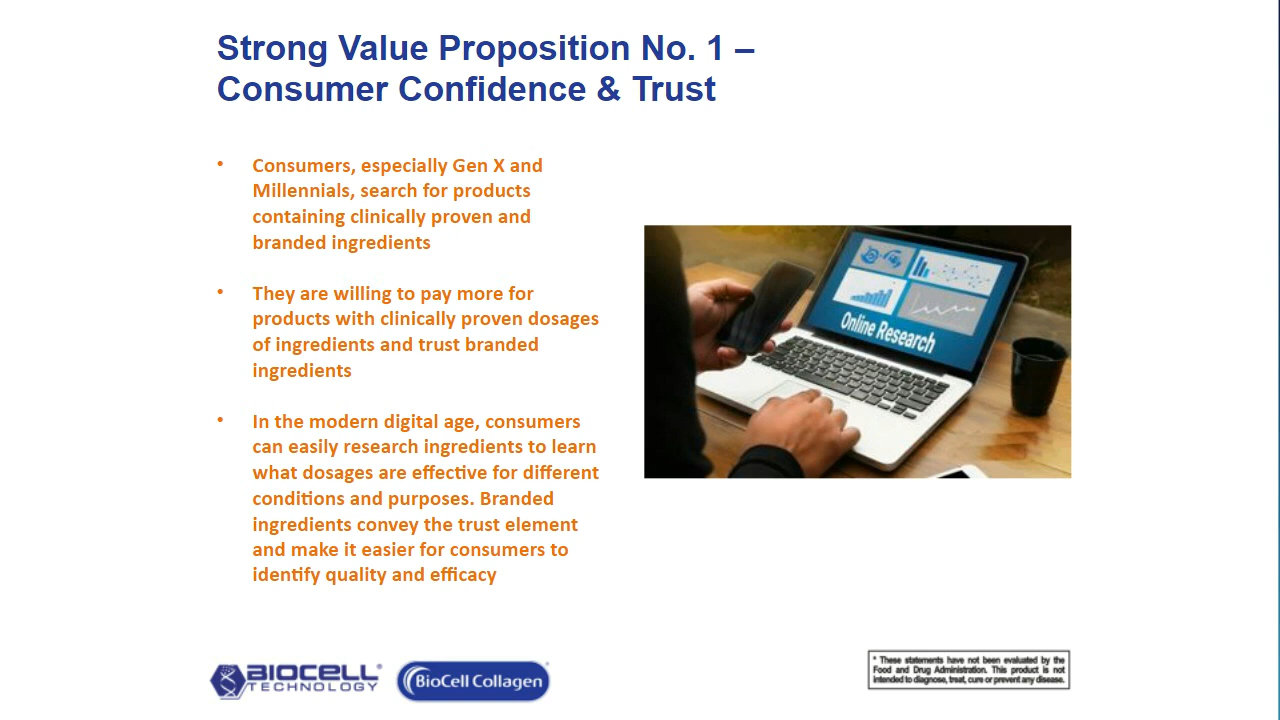 Strong Value Proposition No. 1 –
Consumer Confidence & Trust
• Consumers, especially Gen X and
Millennials, search for products
containing clinically proven and
branded ingredients
• They are willing to pay more for
products with clinically proven dosages
of ingredients and trust branded
ingredients
• In the modern digital age, consumers
can easily research ingredients to learn
what dosages are effective for different
conditions and purposes. Branded
ingredients convey the trust element
and make it easier for consumers to
identify quality and efficacy
Online Research
BIOCELL®
TECHNOLOGY
BioCell Collagen®
* These statements have not been evaluated by the
Food and Drug Administration. This product is not
intended to diagnose, treat, cure or prevent any disease.